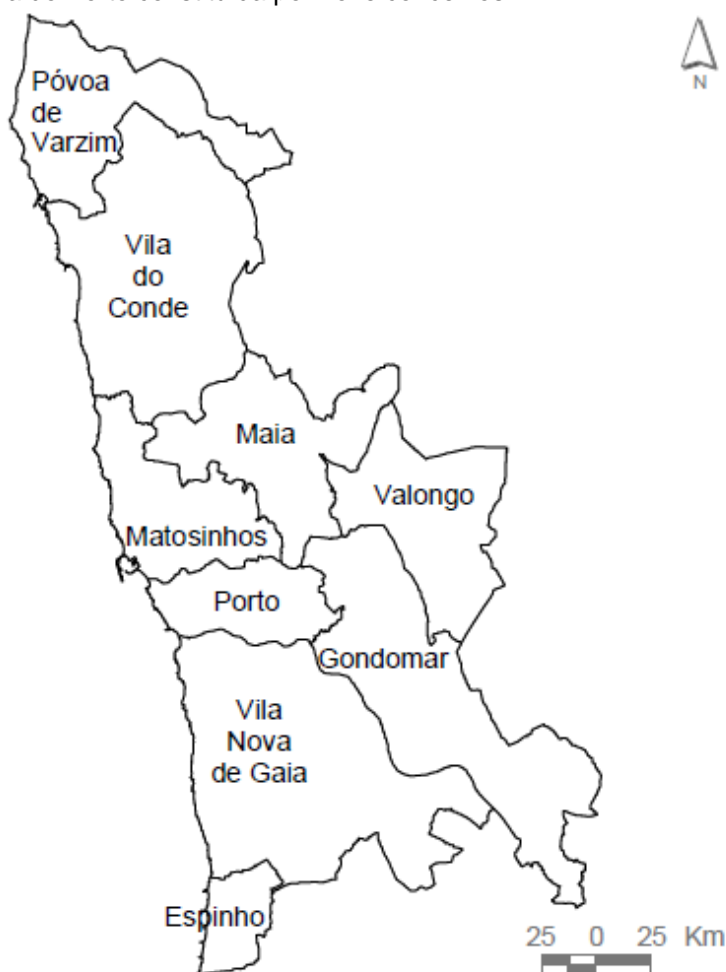 Póvoa
de
Varzim
N
Vila
do
Conde
Maia
Valongo
Matosinhos
Porto
Gondomar
Vila
Nova
de Gaia
Espinho
25 0 25 Km